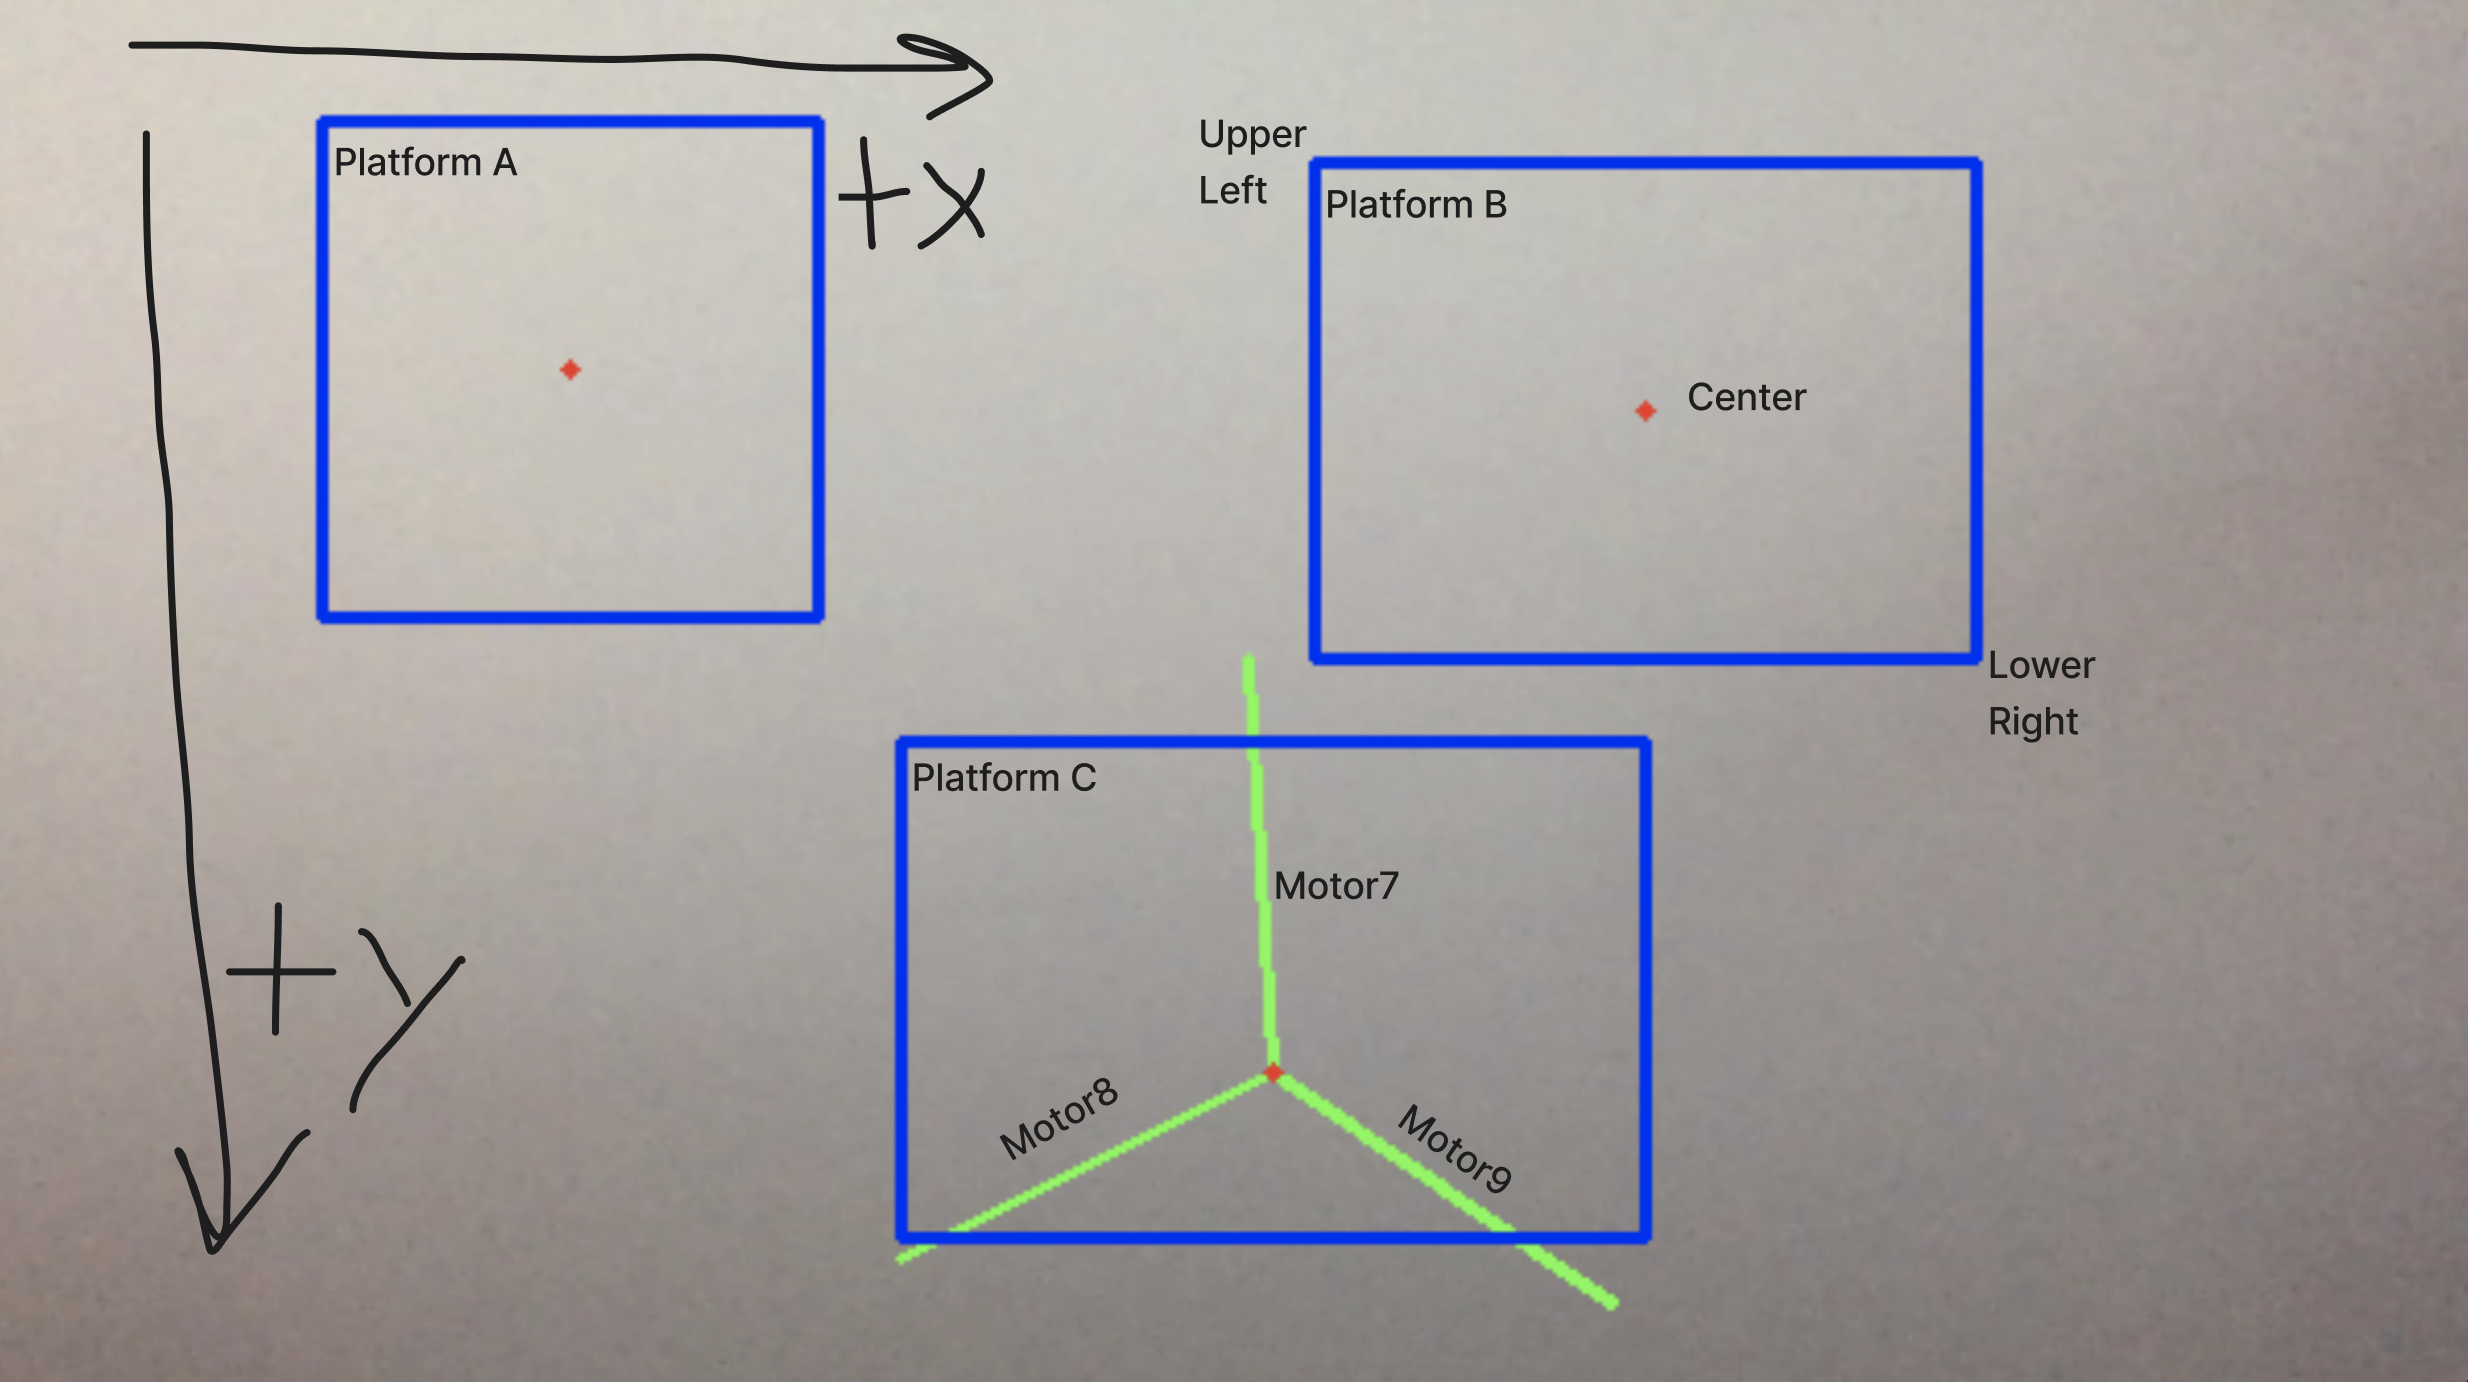 Platform A
+x
Upper
Left
Platform B
Center
Lower
Right
Platform C
Motor7
Motor8
Motor9
+y